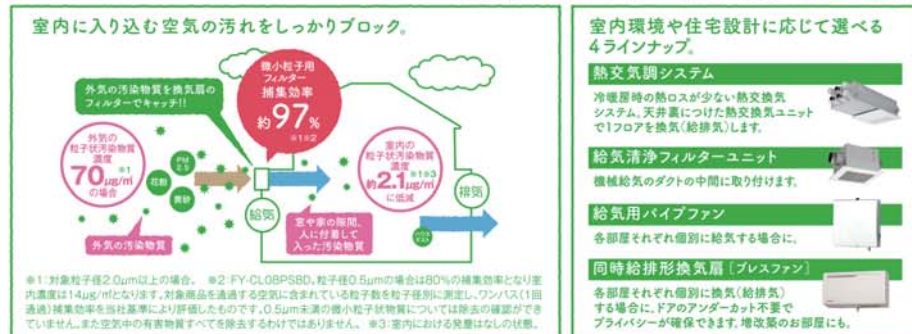 室内に入り込む空気の汚れをしっかりブロック。
微小粒子用
フィルター
捕集効率
約97%
※1※2
外気の汚染物質を換気扇の
フィルターでキャッチ!!
外気の
粒子状汚染物質
濃度
※1
70μg/㎥
の場合
PM
2.5
花粉
黄砂
外気の汚染物質
給気
室内の
粒子状汚染物質
濃度
※1※3
約2.1μg/㎥
に低減
窓や家の隙間、
人に付着して
入った汚染物質
排気
ハウス
ダスト
※1:対象粒子径2.0μm以上の場合。 ※2:FY-CL08PSBD。粒子径0.5μmの場合は80%の捕集効率となり室
内濃度は14μg/㎥となります。対象商品を通過する空気に含まれている粒子数を粒子径別に測定し、ワンパス(1回
通過)捕集効率を当社基準により評価したものです。0.5μm未満の微小粒子状物質については除去の確認ができ
ていません。また空気中の有害物質すべてを除去するわけではありません。 ※3:室内における発塵はなしの状態。
室内環境や住宅設計に応じて選べる
4ラインナップ。
熱交気調システム
冷暖房時の熱ロスが少ない熱交換気
システム。天井裏につけた熱交換気ユニット
で1フロアを換気(給排気)します。
給気清浄フィルターユニット
機械給気のダクトの中間に取り付けます。
給気用パイプファン
各部屋それぞれ個別に給気する場合に。
同時給排形換気扇[ブレスファン]
各部屋それぞれ個別に換気(給排気)
する場合に。ドアのアンダーカット不要で
プライバシーが確保できます。増改築のお部屋にも。